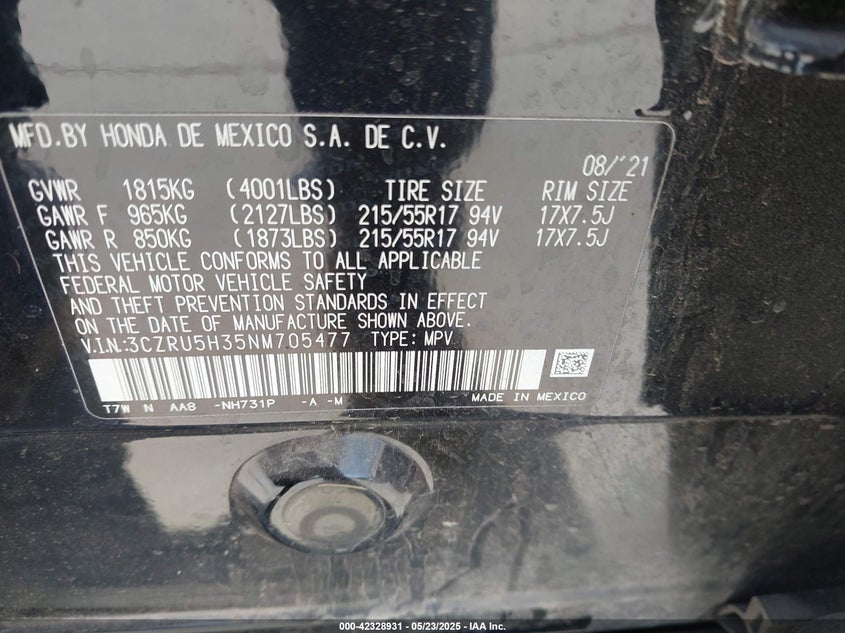 MFD.BY HONDA DE MEXICO S.A. DE C.V.
08/'21
GVWR 1815KG (4001LBS) TIRE SIZE RIM SIZE
GAWR F 965KG (2127LBS) 215/55R17 94V 17X7.5J
GAWR R 850KG (1873LBS) 215/55R17 94V 17X7.5J
THIS VEHICLE CONFORMS TO ALL APPLICABLE
FEDERAL MOTOR VEHICLE SAFETY
AND THEFT PREVENTION STANDARDS IN EFFECT
ON THE DATE OF MANUFACTURE SHOWN ABOVE.
V.I.N.:3CZRU5H35NM705477 TYPE: MPV
T7W N AA8 -NH731P -A -M MADE IN MEXICO
000-42328931 - 05/23/2025 - IAA Inc.